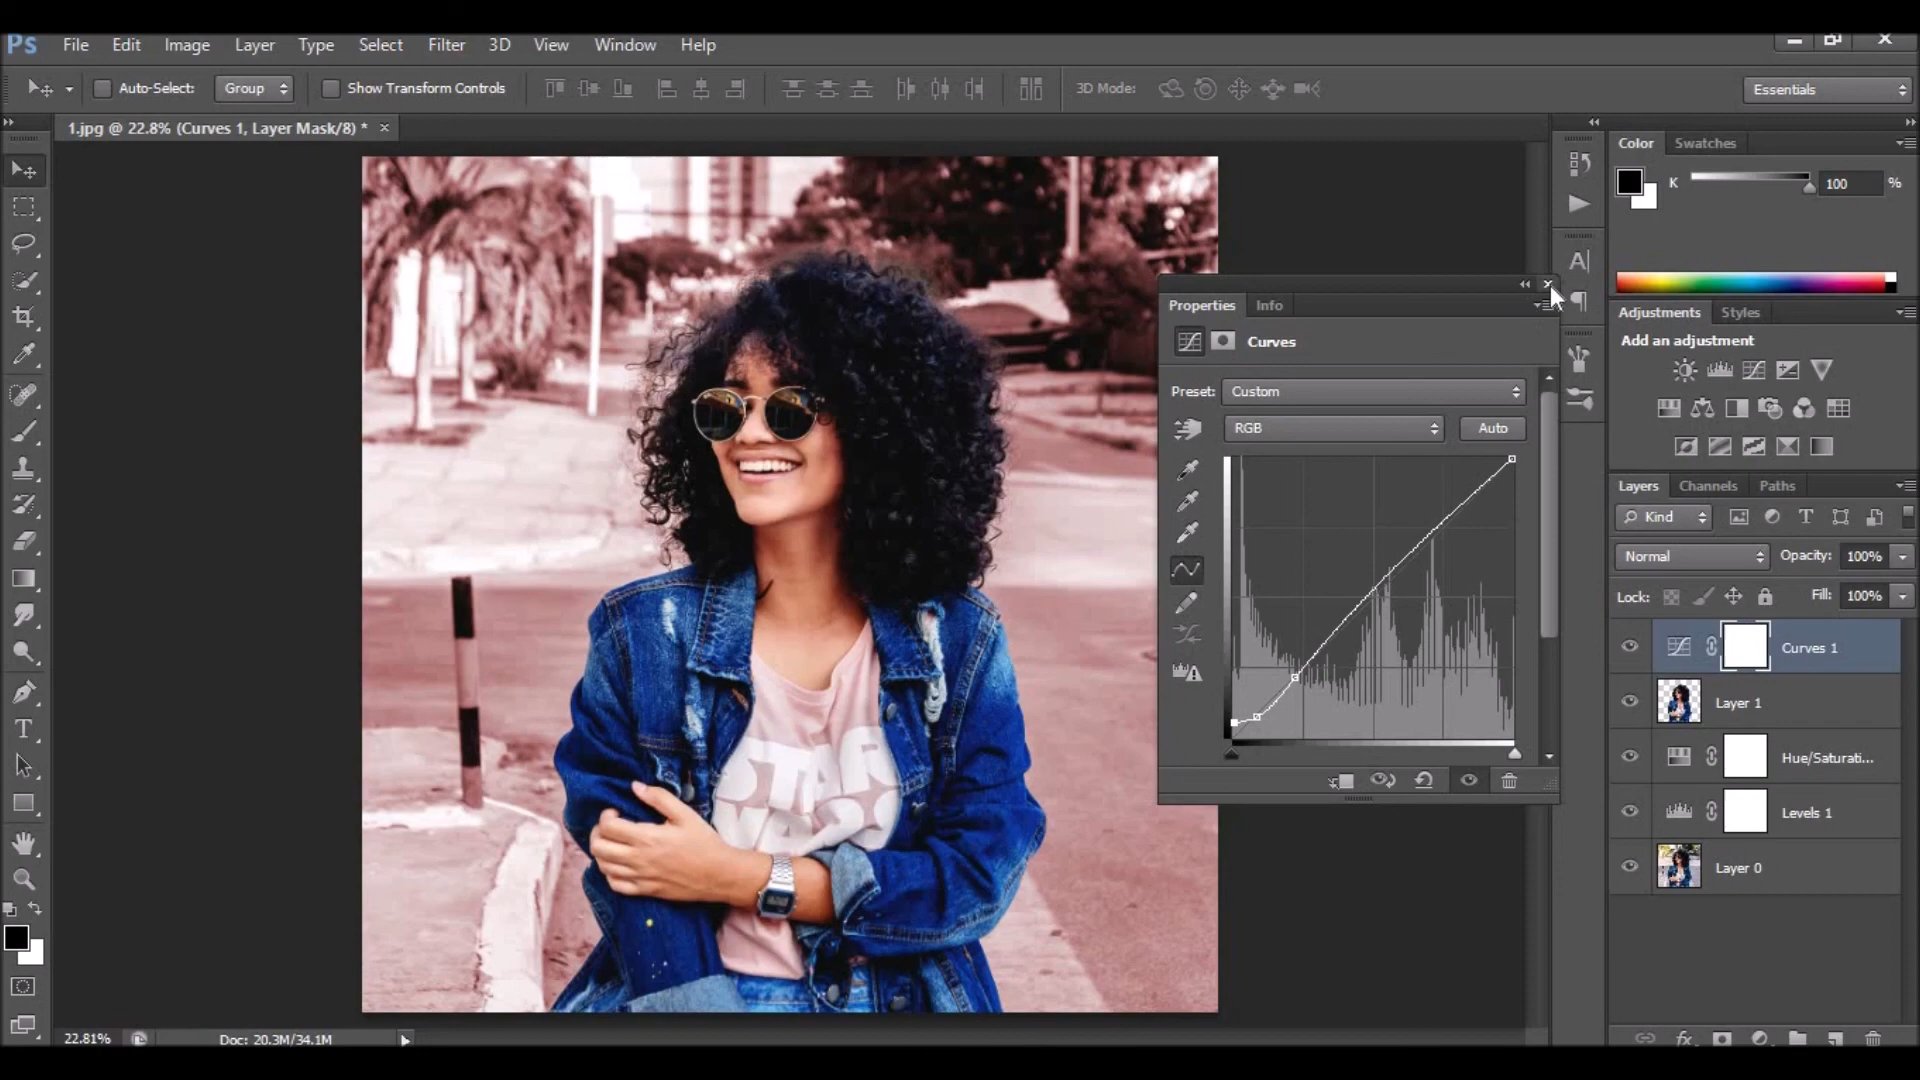 Ps File Edit Image Layer Type Select Filter 3D View Window Help
Auto-Select: Group Show Transform Controls 3D Mode: Essentials
1.jpg @ 22.8% (Curves 1, Layer Mask/8) *
Color Swatches
K 100 %
Properties Info
Curves
Preset: Custom
RGB Auto
Adjustments Styles
Add an adjustment
Layers Channels Paths
Kind
Normal Opacity: 100%
Lock: Fill: 100%
Curves 1
Layer 1
Hue/Saturati...
Levels 1
Layer 0
STAR
WARS
22.81% Doc: 20.3M/34.1M